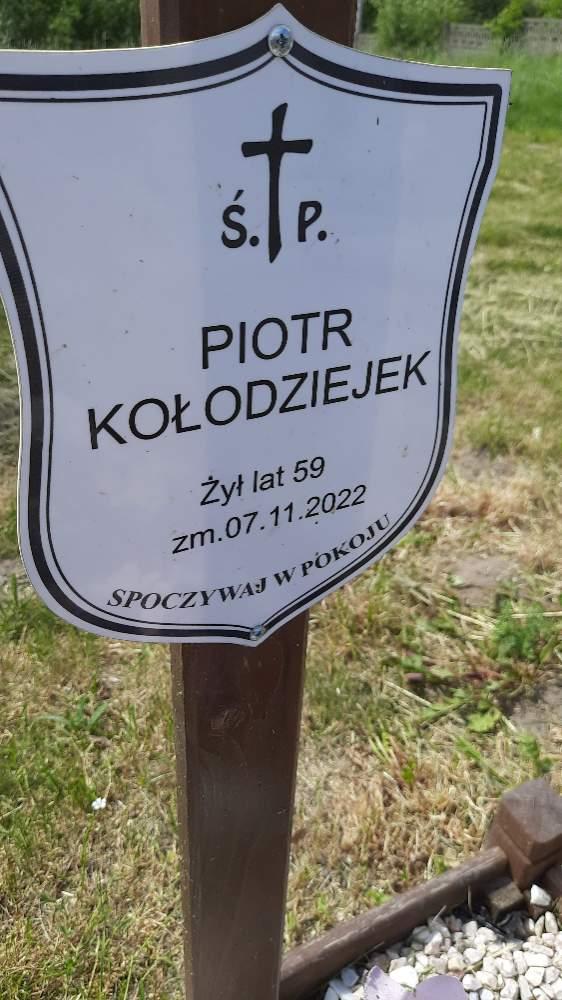 Ś. P.
PIOTR
KOŁODZIEJEK
Żył lat 59
zm.07.11.2022
SPOCZYWAJ W POKOJU